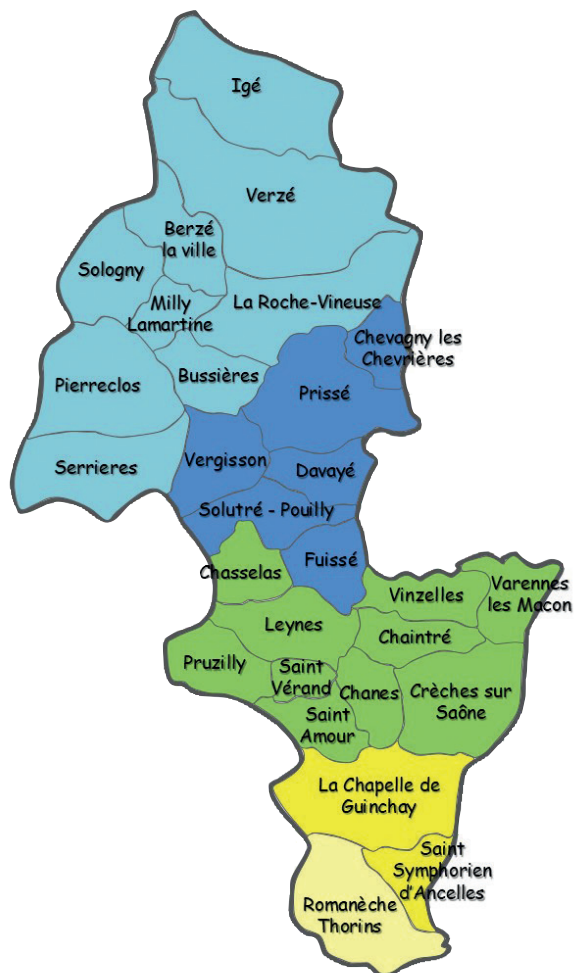 Igé
Verzé
Berzé
la ville
Sologny
Milly
Lamartine
La Roche-Vineuse
Chevagny les
Chevrières
Pierreclos
Bussières
Prissé
Serrieres
Vergisson
Davayé
Solutré - Pouilly
Fuissé
Chasselas
Vinzelles
Varennes
les Macon
Leynes
Chaintré
Pruzilly
Saint
Vérand
Chanes
Crèches sur
Saône
Saint
Amour
La Chapelle de
Guinchay
Saint
Symphorien
d'Ancelles
Romanèche
Thorins